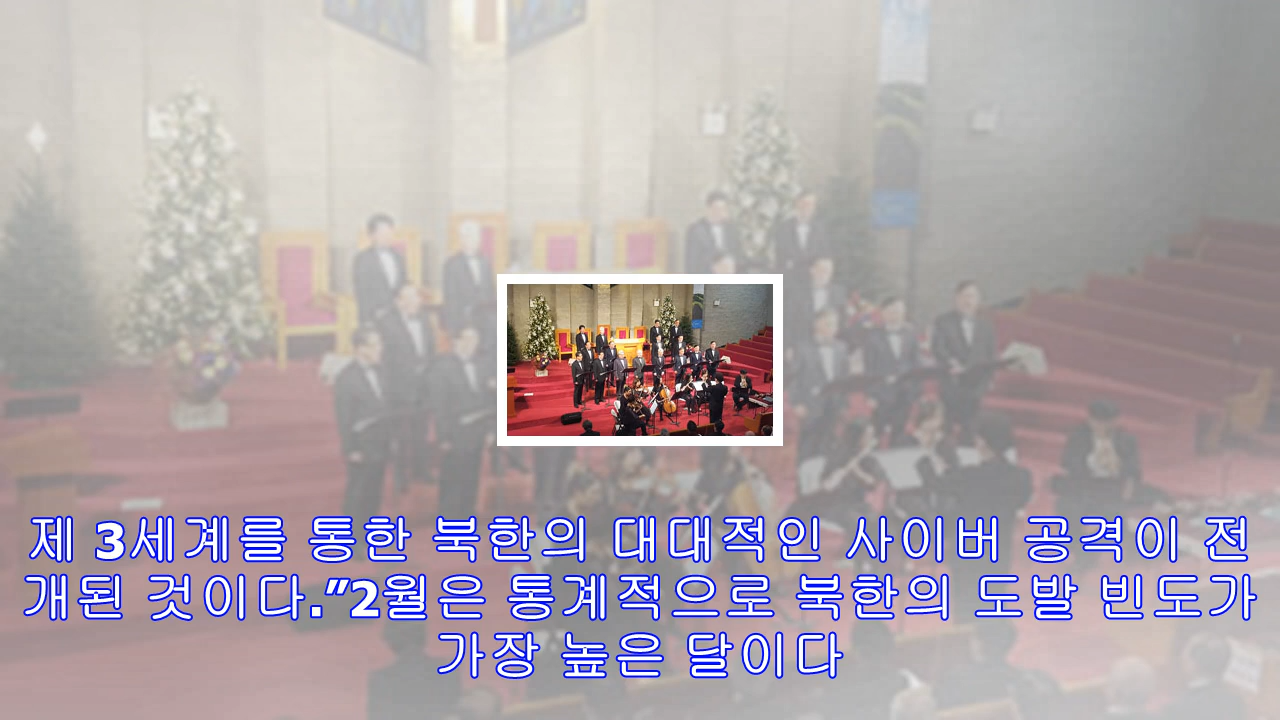 제 3세계를 통한 북한의 대대적인 사이버 공격이 전
개된 것이다.”2월은 통계적으로 북한의 도발 빈도가
가장 높은 달이다